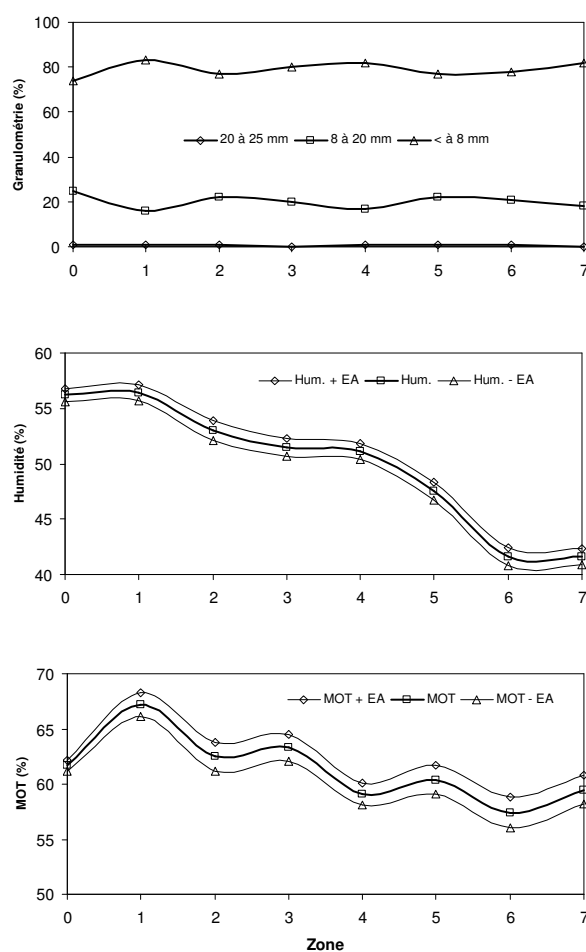 100
80
60
40
20
0
Granulométrie (%)
20 à 25 mm 8 à 20 mm < à 8 mm
0 1 2 3 4 5 6 7
60
55
50
45
40
Humidité (%)
Hum. + EA Hum. Hum. - EA
0 1 2 3 4 5 6 7
70
65
60
55
50
MOT (%)
MOT + EA MOT MOT - EA
0 1 2 3 4 5 6 7
Zone